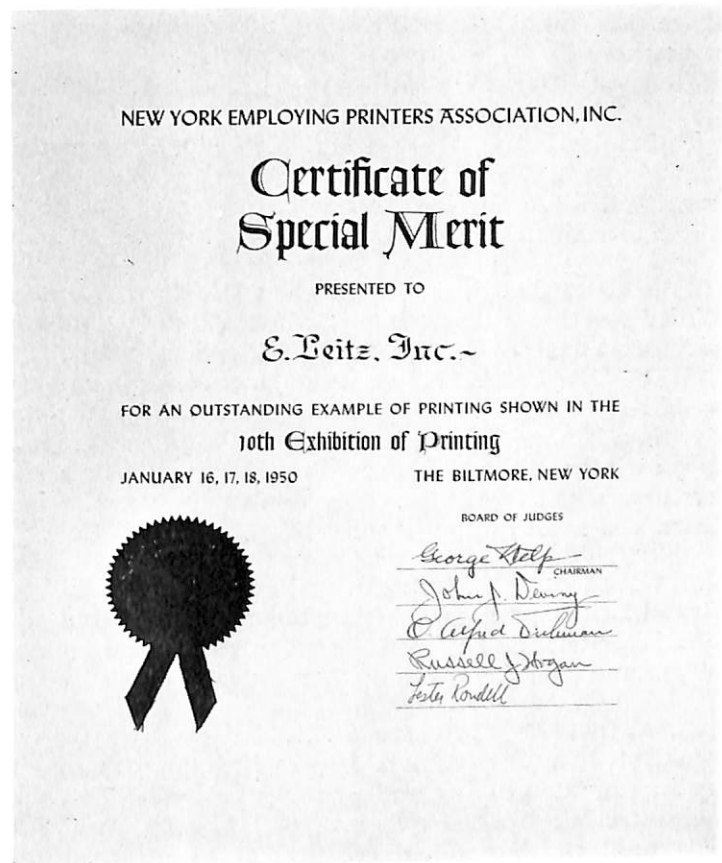 NEW YORK EMPLOYING PRINTERS ASSOCIATION, INC.
Certificate of
Special Merit
PRESENTED TO
E. Leitz, Inc.~
FOR AN OUTSTANDING EXAMPLE OF PRINTING SHOWN IN THE
10th Exhibition of Printing
JANUARY 16, 17, 18, 1950 THE BILTMORE, NEW YORK
BOARD OF JUDGES
George
CHAIRMAN
John J. Deviny
O. Alfred Dickman
Russell J. Hogan
Lester Rondell